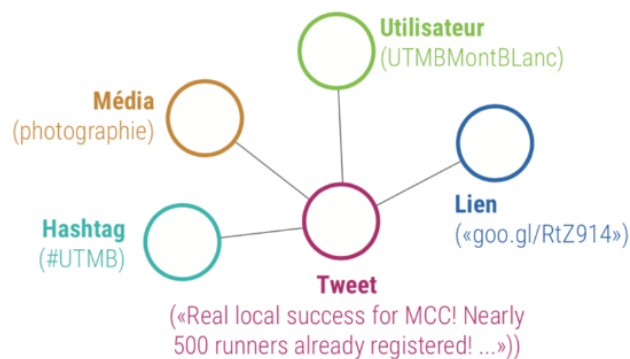 Utilisateur
(UTMBMontBLanc)
Média
(photographie)
Lien
(«goo.gl/RtZ914»)
Hashtag
(#UTMB)
Tweet
(«Real local success for MCC! Nearly
500 runners already registered! ...»))